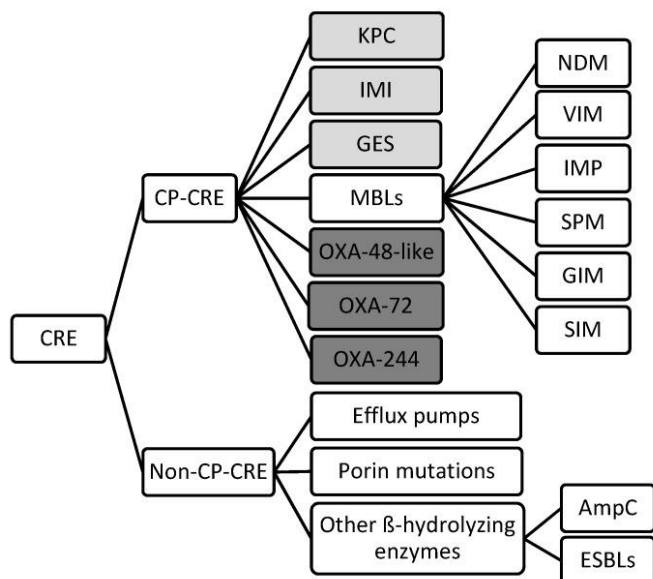 KPC
IMI
GES
MBLs
OXA-48-like
OXA-72
OXA-244
NDM
VIM
IMP
SPM
GIM
SIM
CP-CRE
CRE
Non-CP-CRE
Efflux pumps
Porin mutations
Other ß-hydrolyzing
enzymes
AmpC
ESBLs